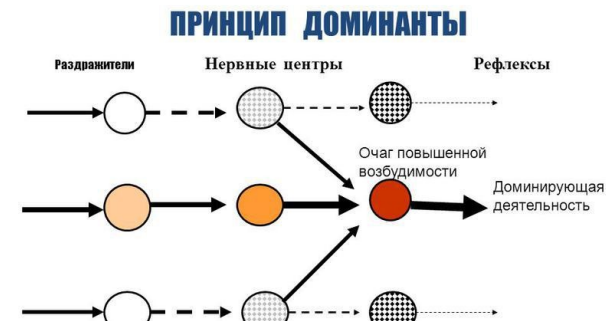 ПРИНЦИП ДОМИНАНТЫ
Раздражители
Нервные центры
Рефлексы
Очаг повышенной
возбудимости
Доминирующая
деятельность